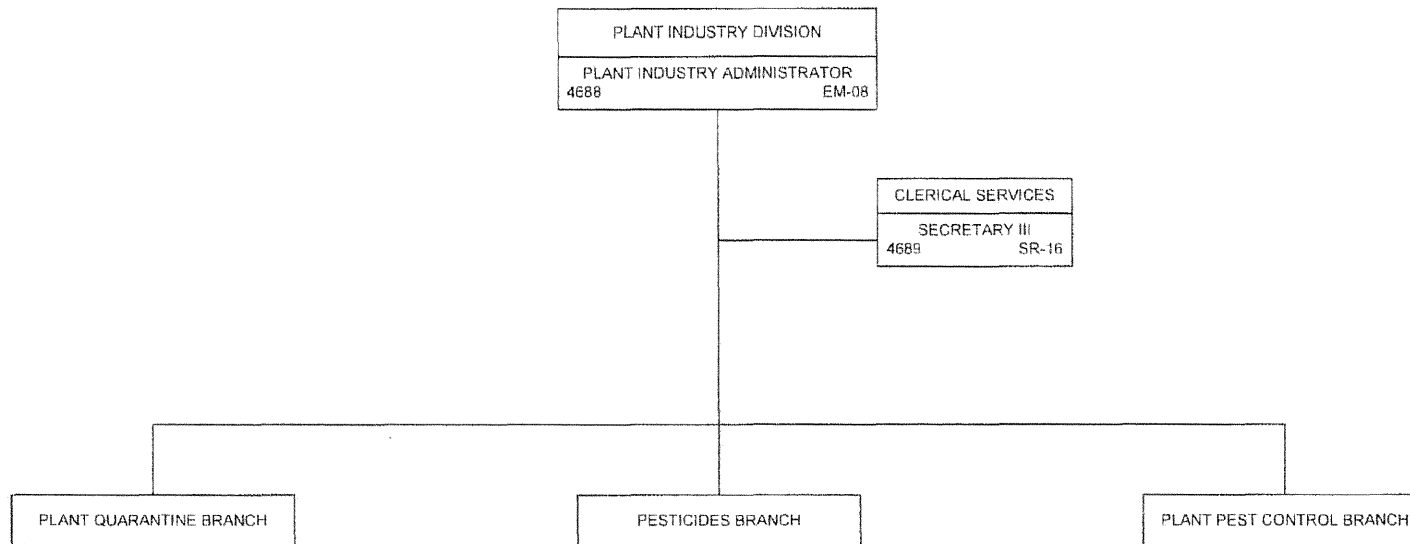 PLANT INDUSTRY DIVISION
PLANT INDUSTRY ADMINISTRATOR
4688 EM-08
CLERICAL SERVICES
SECRETARY III
4689 SR-16
PLANT QUARANTINE BRANCH
PESTICIDES BRANCH
PLANT PEST CONTROL BRANCH